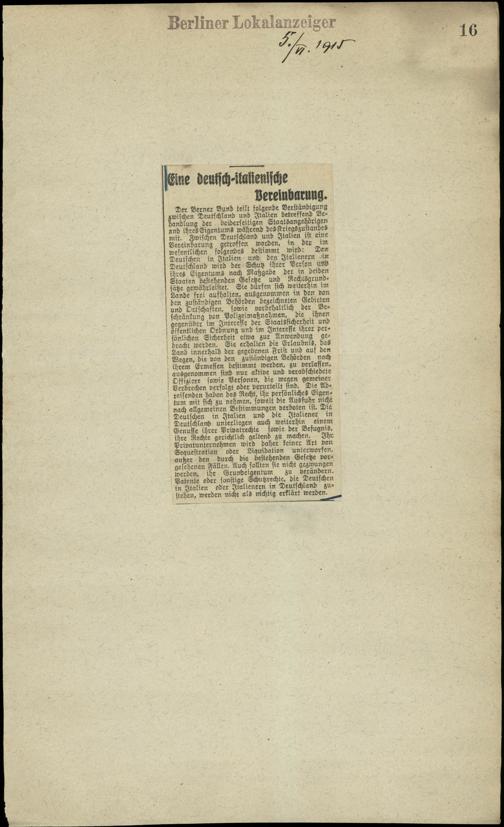 Berliner Lokalanzeiger
16
5./VI. 1915
Eine deutsch-italienische
Vereinbarung.
Der Berner Bund teilt folgende Verständigung
zwischen Deutschland und Italien betreffend Be-
handlung der beiderseitigen Staatsangehörigen
und ihres Eigentums während des Kriegszustandes
mit. Zwischen Deutschland und Italien ist eine
Vereinbarung getroffen worden, in der im
wesentlichen folgendes bestimmt wird: Den
Deutschen in Italien und den Italienern in
Deutschland wird der Schutz ihrer Person und
ihres Eigentums nach Maßgabe der in beiden
Staaten bestehenden Gesetze und Rechtsgrund-
sätze gewährleistet. Sie dürfen sich weiterhin im
Lande frei aufhalten, ausgenommen in den von
den zuständigen Behörden bezeichneten Gebieten
und Ortschaften, sowie vorbehaltlich der Be-
schränkung von Polizeimaßnahmen, die ihnen
gegenüber im Interesse der Staatssicherheit und
öffentlichen Ordnung und im Interesse ihrer per-
sönlichen Sicherheit etwa zur Anwendung ge-
bracht werden. Sie erhalten die Erlaubnis, das
Land innerhalb der gegebenen Frist und auf den
Wegen, die von den zuständigen Behörden nach
ihrem Ermessen bestimmt werden, zu verlassen,
ausgenommen sind nur aktive und verabschiedete
Offiziere sowie Personen, die wegen gemeiner
Verbrechen verfolgt oder verurteilt sind. Die Ab-
reisenden haben das Recht, ihr persönliches Eigen-
tum mit sich zu nehmen, soweit die Ausfuhr nicht
nach allgemeinen Bestimmungen verboten ist. Die
Deutschen in Italien und die Italiener in
Deutschland unterliegen auch weiterhin einem
Genusse ihrer Privatrechte sowie der Befugnis,
ihre Rechte gerichtlich geltend zu machen. Ihr
Privatunternehmen wird daher keiner Art von
Sequestration oder Liquidation unterworfen,
außer den durch die bestehenden Gesetze vor-
gesehenen Fällen. Auch sollten sie nicht gezwungen
werden, ihr Grundeigentum zu verändern.
Patente oder sonstige Schutzrechte, die Deutschen
in Italien oder Italienern in Deutschland zu-
stehen, werden nicht als nichtig erklärt werden.